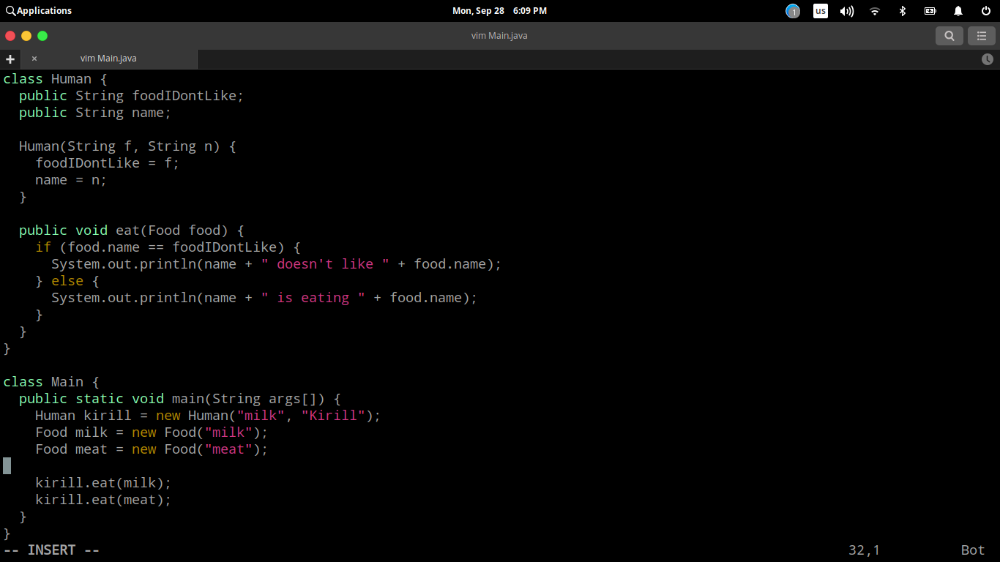 Applications
Mon, Sep 28 6:09 PM
1
us
vim Main.java
vim Main.java
class Human {
  public String foodIDontLike;
  public String name;

  Human(String f, String n) {
    foodIDontLike = f;
    name = n;
  }

  public void eat(Food food) {
    if (food.name == foodIDontLike) {
      System.out.println(name + " doesn't like " + food.name);
    } else {
      System.out.println(name + " is eating " + food.name);
    }
  }
}

class Main {
  public static void main(String args[]) {
    Human kirill = new Human("milk", "Kirill");
    Food milk = new Food("milk");
    Food meat = new Food("meat");

    kirill.eat(milk);
    kirill.eat(meat);
  }
}
-- INSERT -- 32,1 Bot